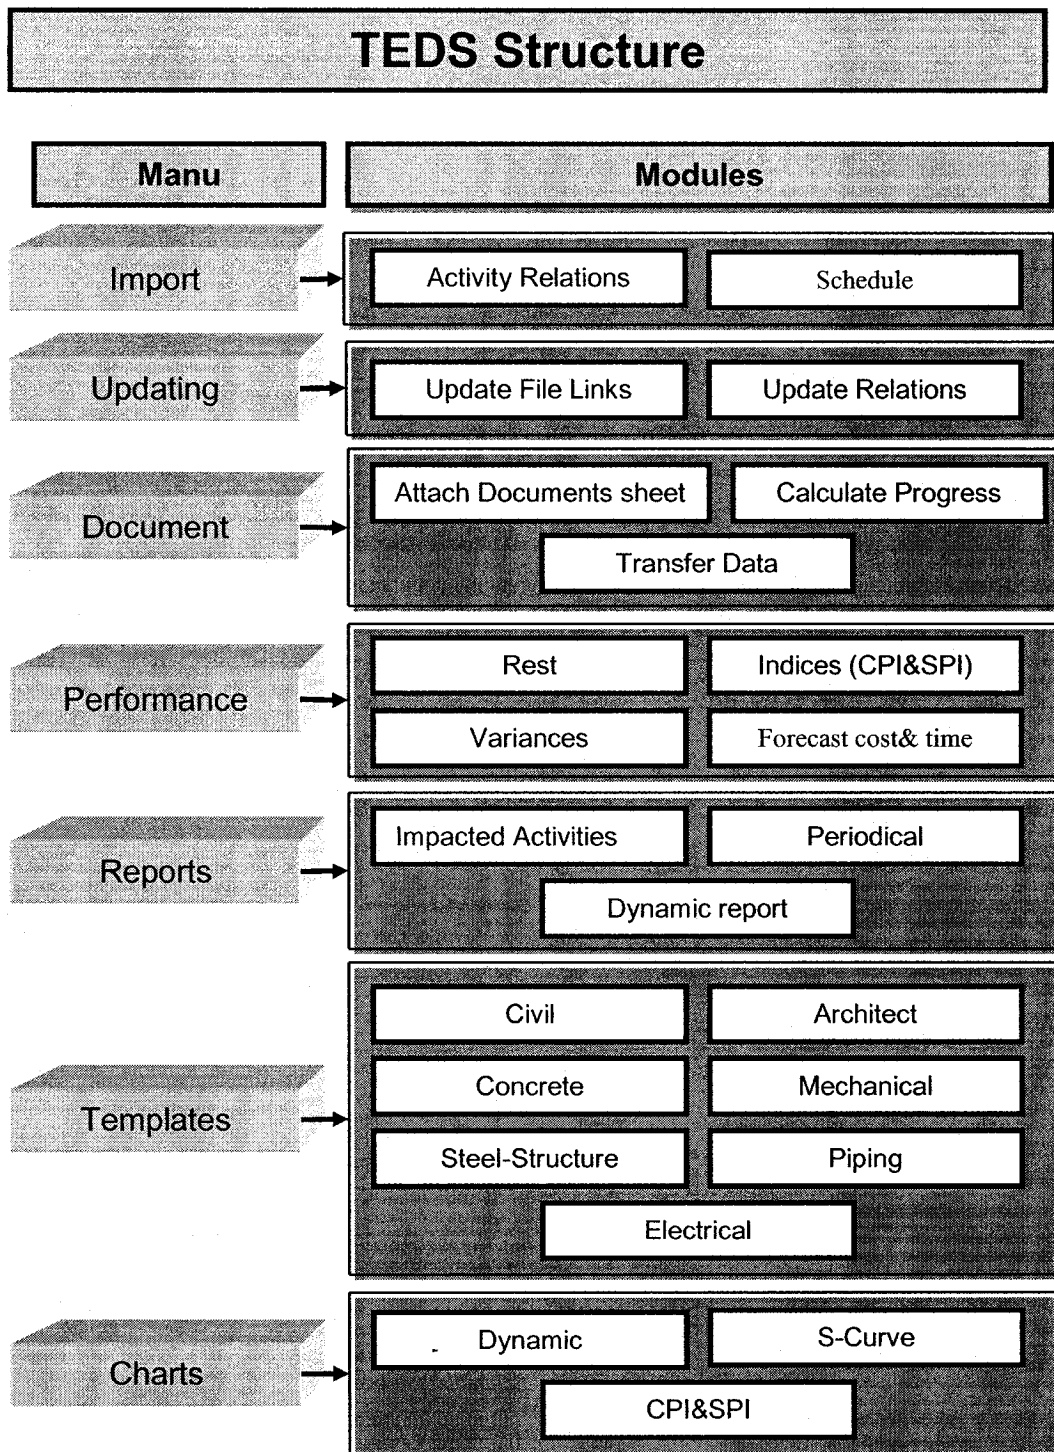 TEDS Structure
Manu
Modules
Import
Activity Relations
Schedule
Updating
Update File Links
Update Relations
Document
Attach Documents sheet
Calculate Progress
Transfer Data
Performance
Rest
Indices (CPI&SPI)
Variances
Forecast cost& time
Reports
Impacted Activities
Periodical
Dynamic report
Templates
Civil
Architect
Concrete
Mechanical
Steel-Structure
Piping
Electrical
Charts
Dynamic
S-Curve
CPI&SPI